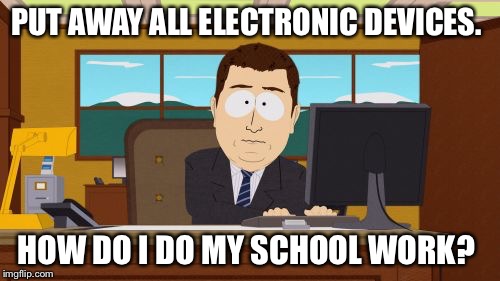 PUT AWAY ALL ELECTRONIC DEVICES.
HOW DO I DO MY SCHOOL WORK?
imgflip.com